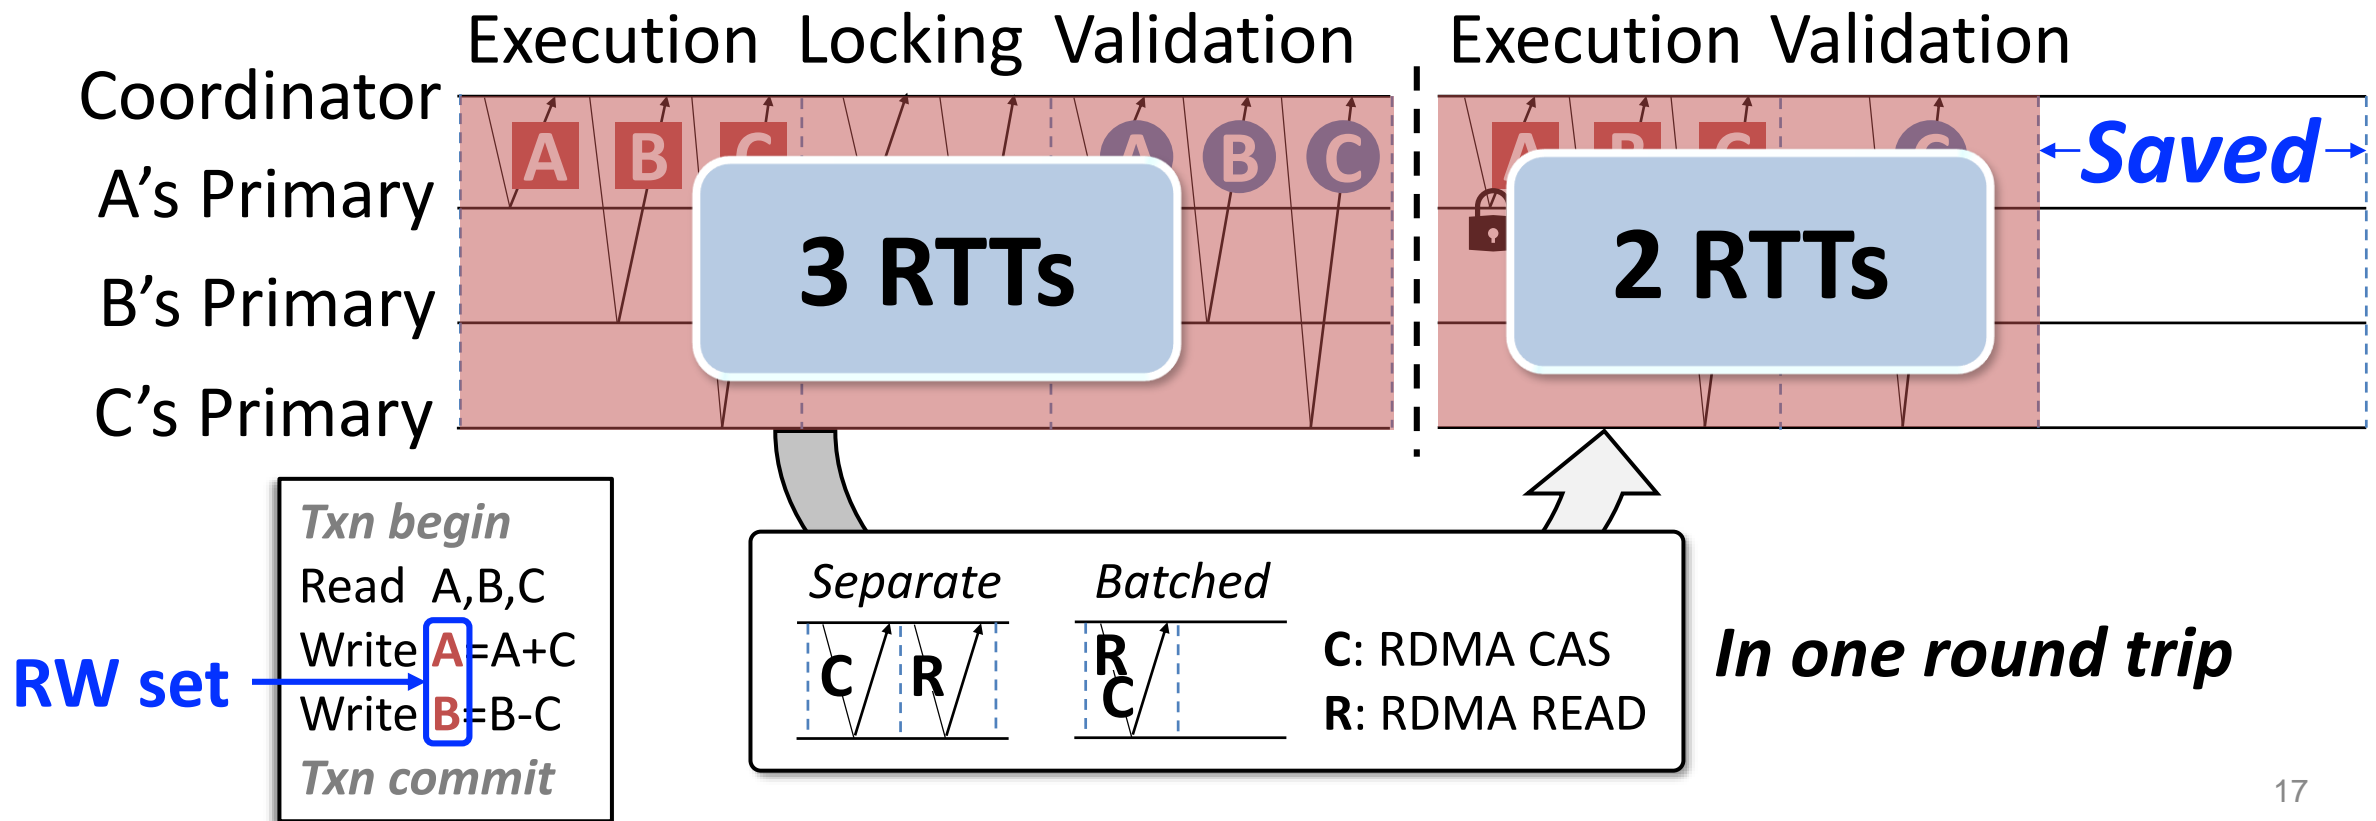 Execution Locking Validation
Execution Validation
Coordinator
A's Primary
B's Primary
C's Primary
A B C
A B C
A B C
C
3 RTTs
2 RTTs
Saved
Txn begin
Read A,B,C
Write A=A+C
Write B=B-C
Txn commit
RW set
Separate
Batched
C R
R
C
C: RDMA CAS
R: RDMA READ
In one round trip
17